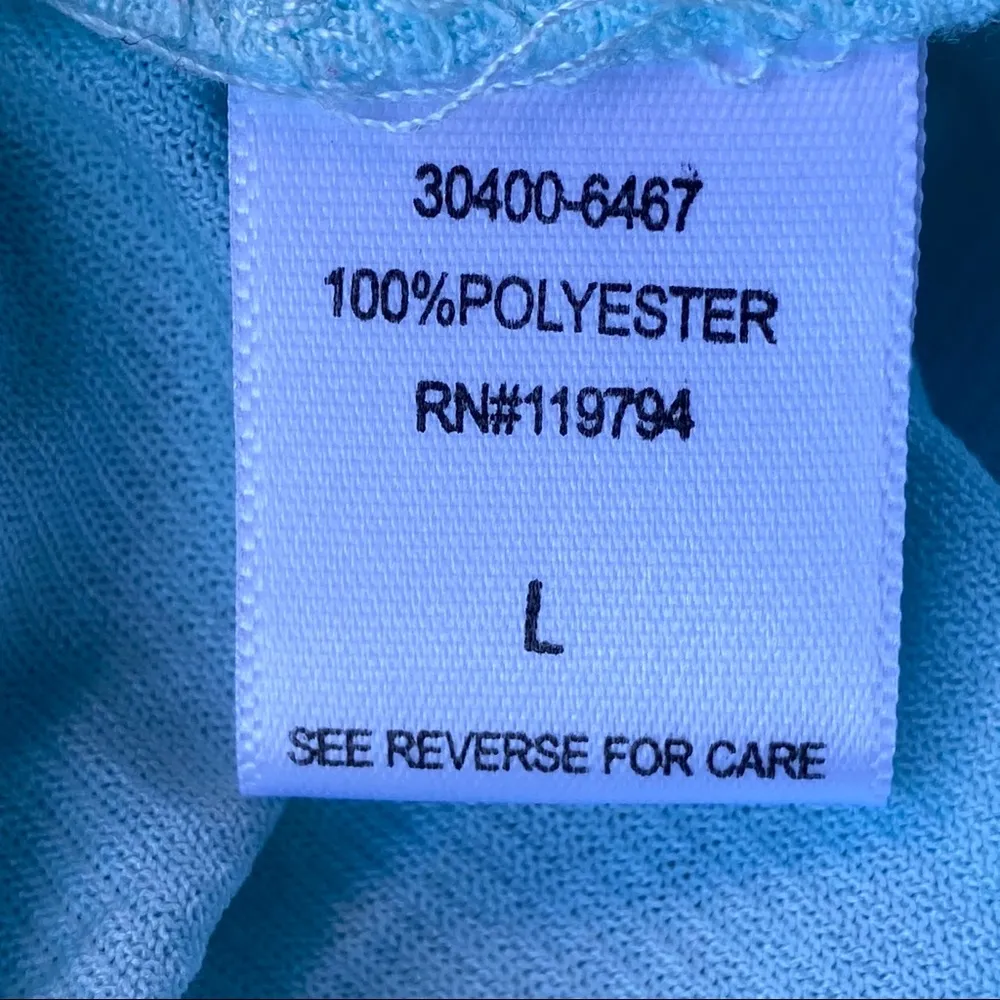 30400-6467
100%POLYESTER
RN#119794
L
SEE REVERSE FOR CARE